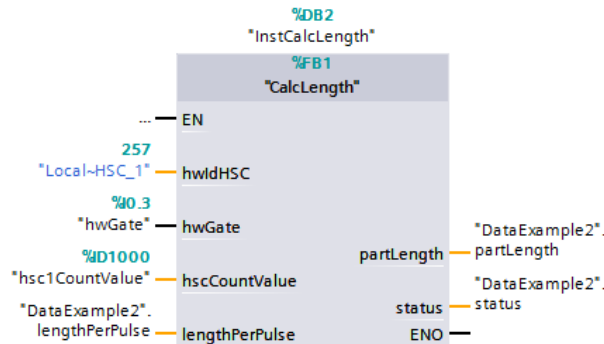 %DB2
"InstCalcLength"
%FB1
"CalcLength"
... EN
257
"Local~HSC_1" hwIdHSC
%I0.3
"hwGate" hwGate
"DataExample2".
partLength partLength
%ID1000
"hsc1CountValue" hscCountValue
"DataExample2".
status status
"DataExample2".
lengthPerPulse lengthPerPulse ENO